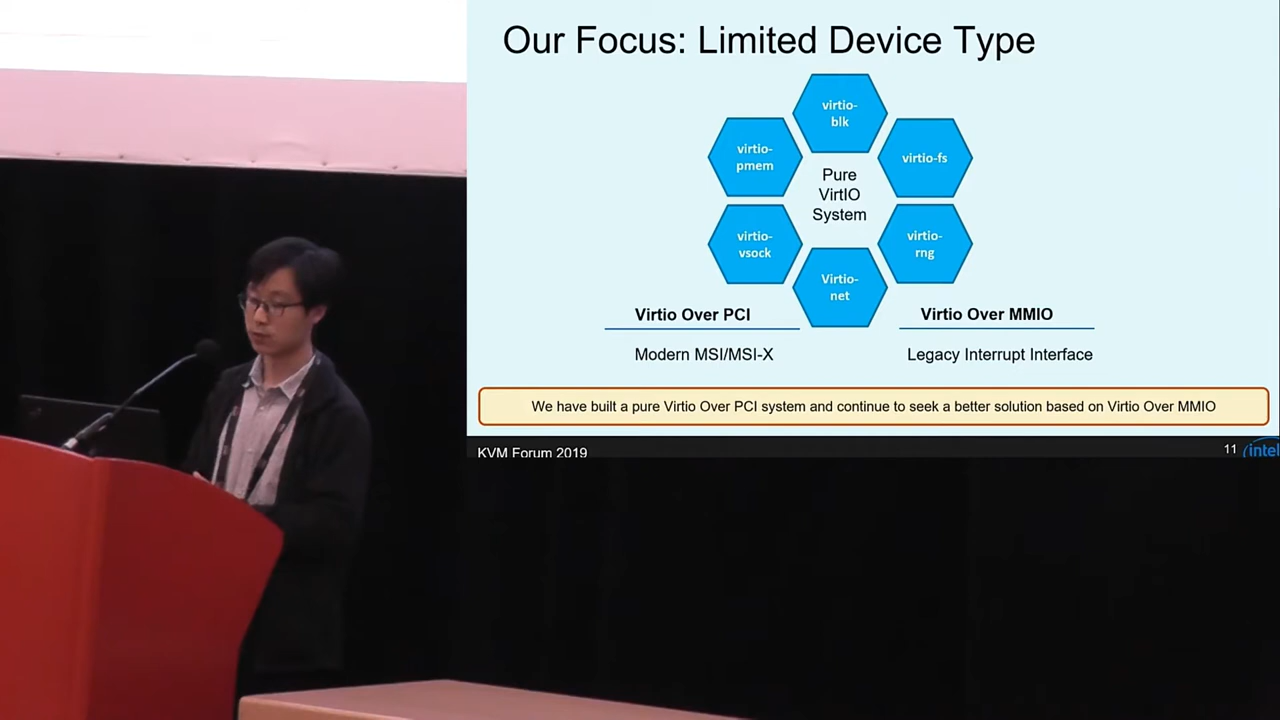 Our Focus: Limited Device Type
virtio-
blk
virtio-
pmem
virtio-fs
Pure
VirtIO
System
virtio-
vsock
virtio-
rng
Virtio-
net
Virtio Over PCI
Virtio Over MMIO
Modern MSI/MSI-X
Legacy Interrupt Interface
We have built a pure Virtio Over PCI system and continue to seek a better solution based on Virtio Over MMIO
KVM Forum 2019
11
intel